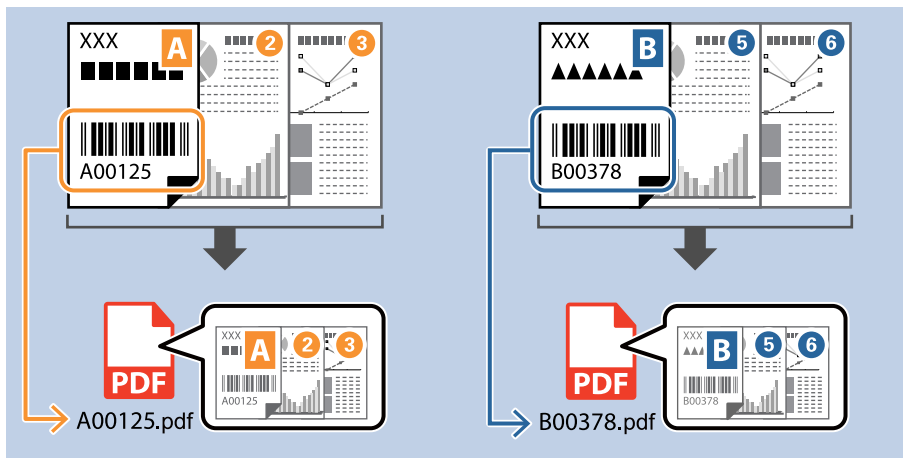 XXX
A
2
3
A00125
XXX
B
5
6
B00378
PDF
XXX
A
2
3
A00125
A00125.pdf
PDF
XXX
B
5
6
B00378
B00378.pdf